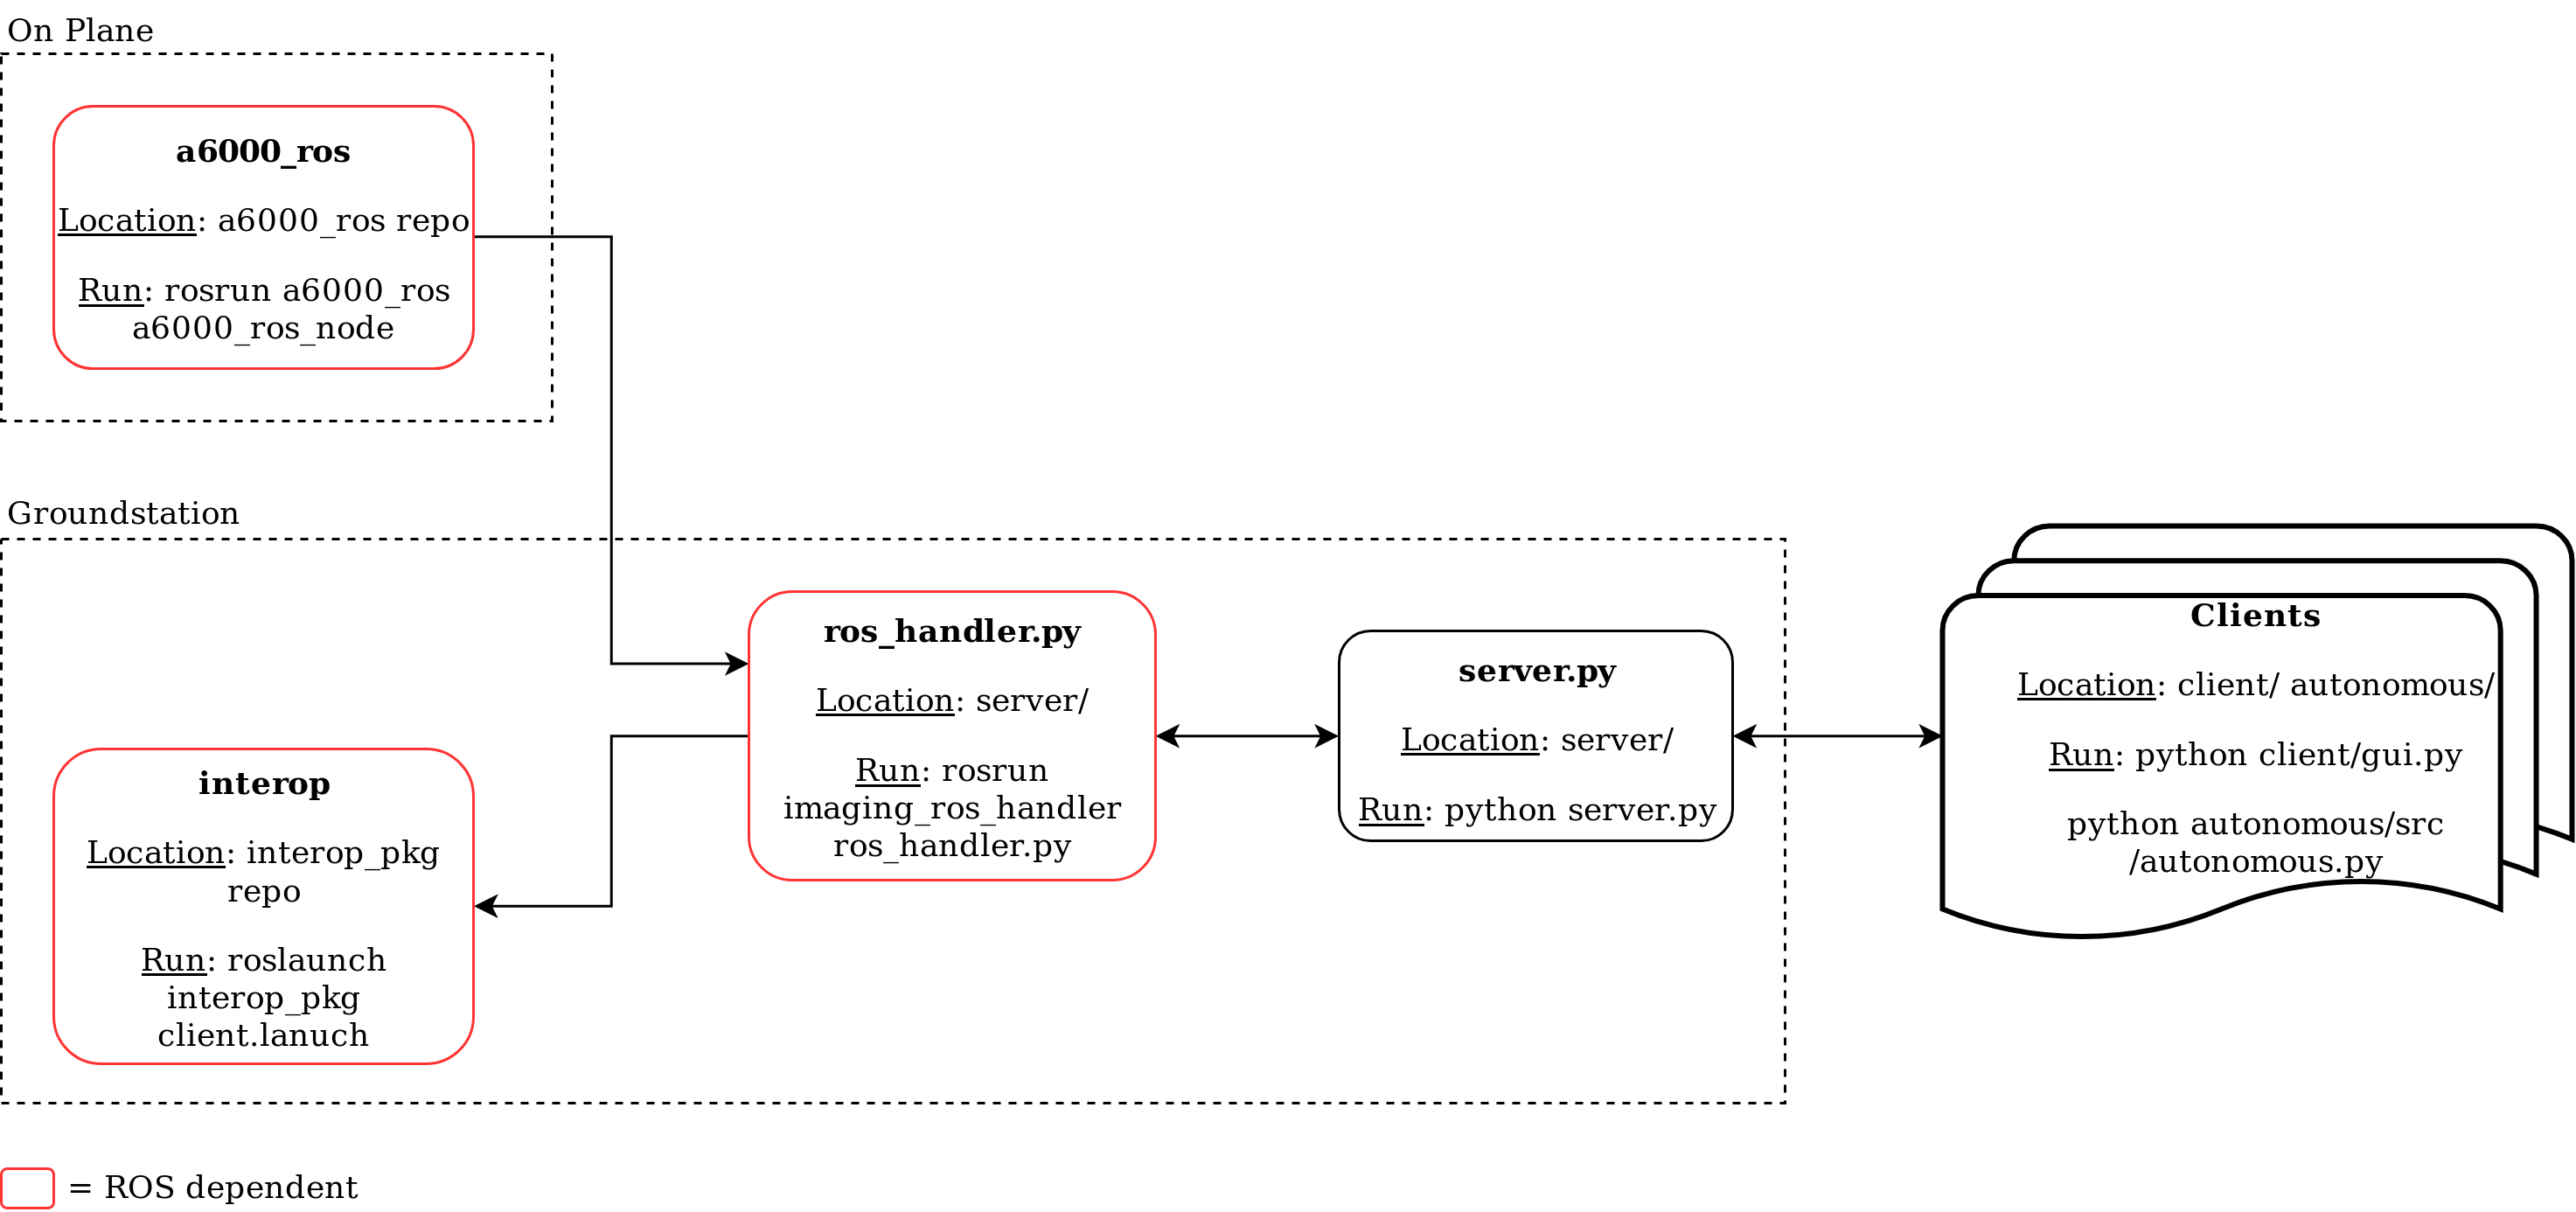 On Plane
a6000_ros
Location: a6000_ros repo
Run: rosrun a6000_ros
a6000_ros_node
Groundstation
ros_handler.py
Location: server/
Run: rosrun
imaging_ros_handler
ros_handler.py
interop
Location: interop_pkg
repo
Run: roslaunch
interop_pkg
client.lanuch
server.py
Location: server/
Run: python server.py
Clients
Location: client/ autonomous/
Run: python client/gui.py
python autonomous/src
/autonomous.py
= ROS dependent